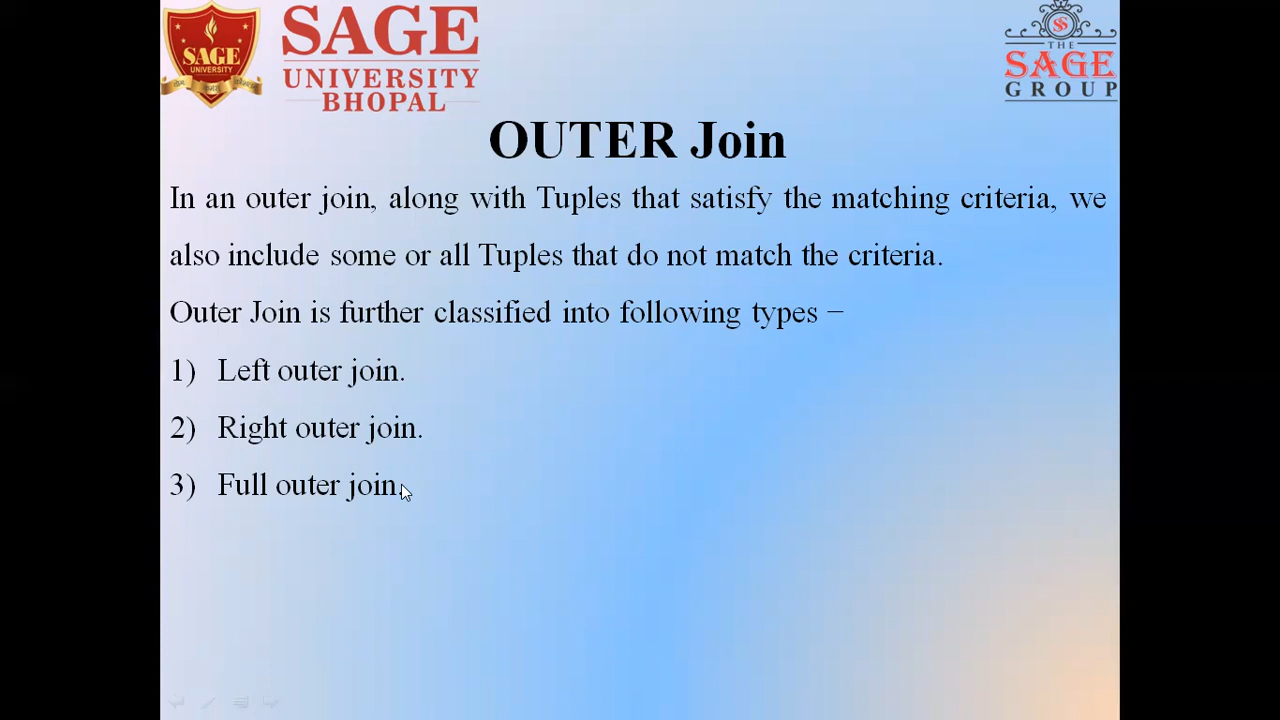 SAGE
UNIVERSITY
SAGE
UNIVERSITY
BHOPAL
THE
SAGE
GROUP
OUTER Join
In an outer join, along with Tuples that satisfy the matching criteria, we
also include some or all Tuples that do not match the criteria.
Outer Join is further classified into following types −
1) Left outer join.
2) Right outer join.
3) Full outer join.